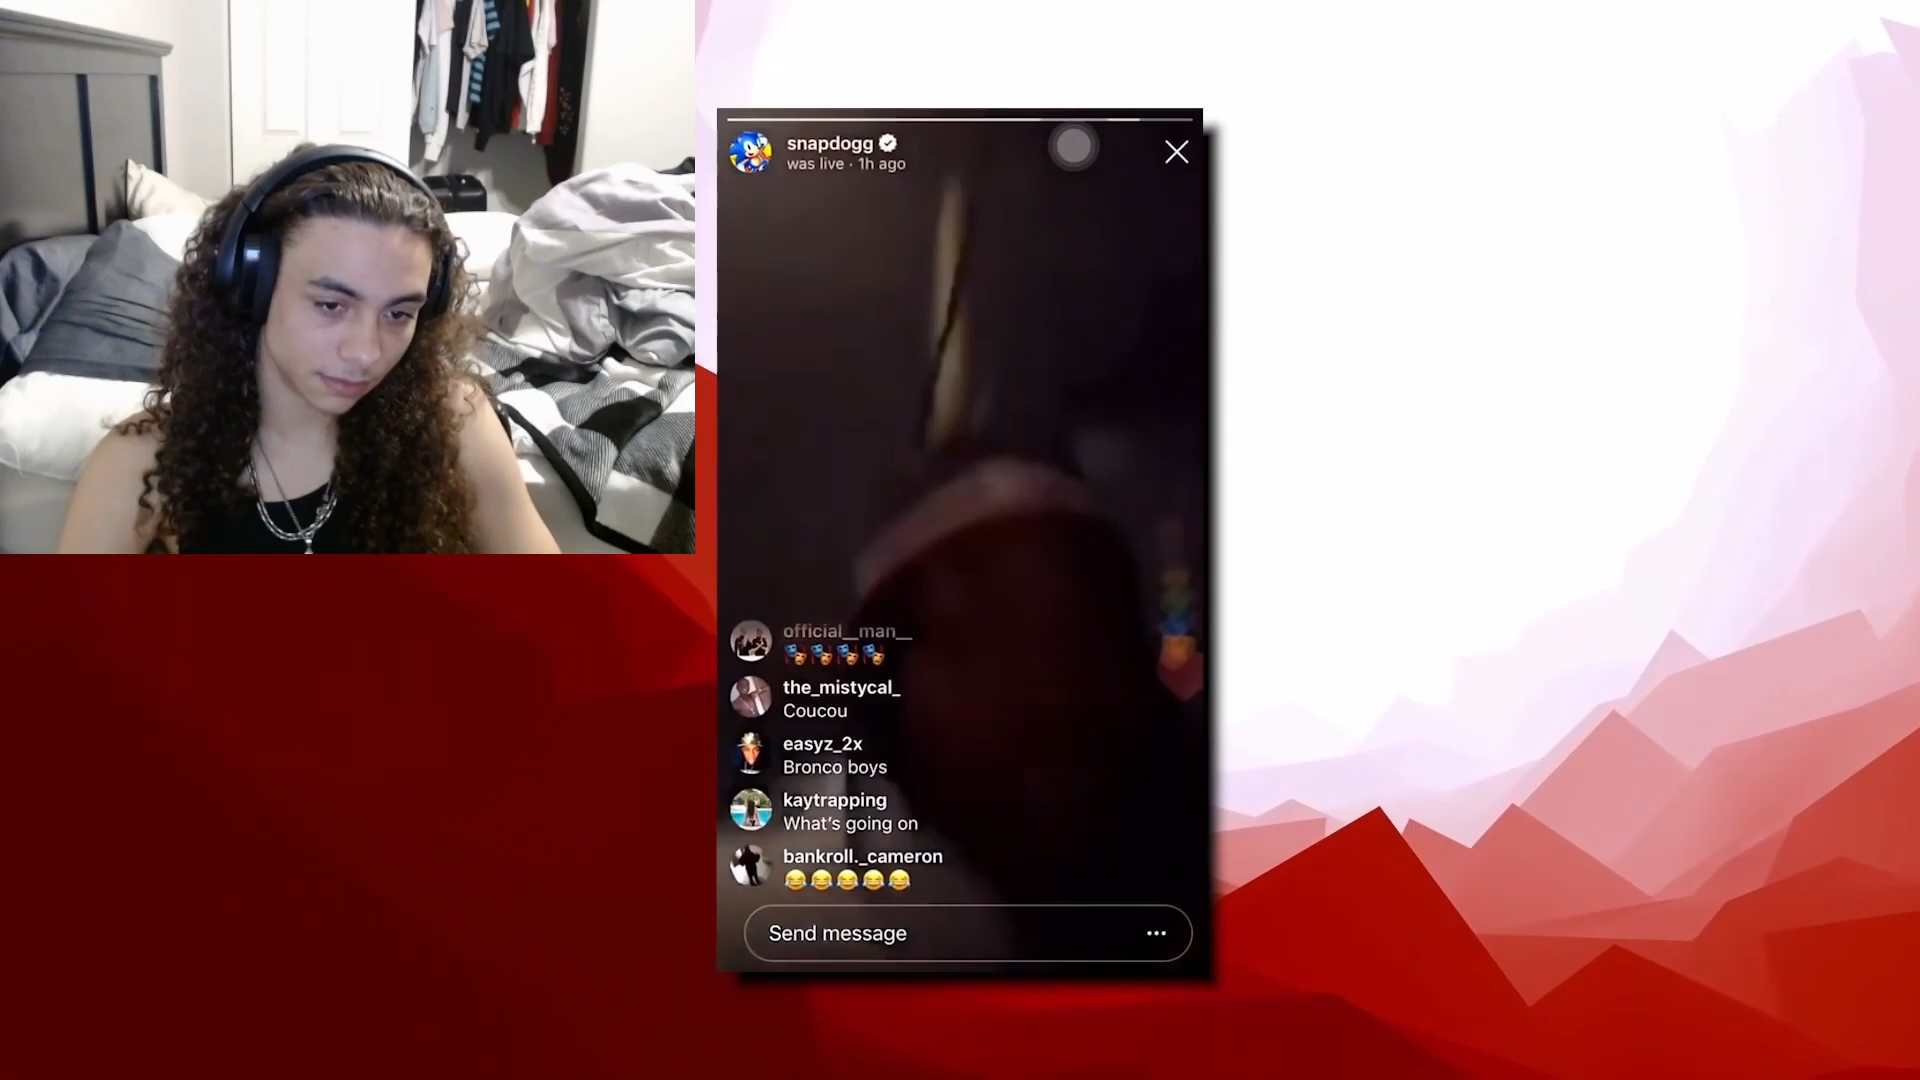 snapdogg
was live · 1h ago
official__man__
🎭🎭🎭🎭
the_mistycal_
Coucou
easyz_2x
Bronco boys
kaytrapping
What's going on
bankroll._cameron
😂😂😂😂😂
Send message